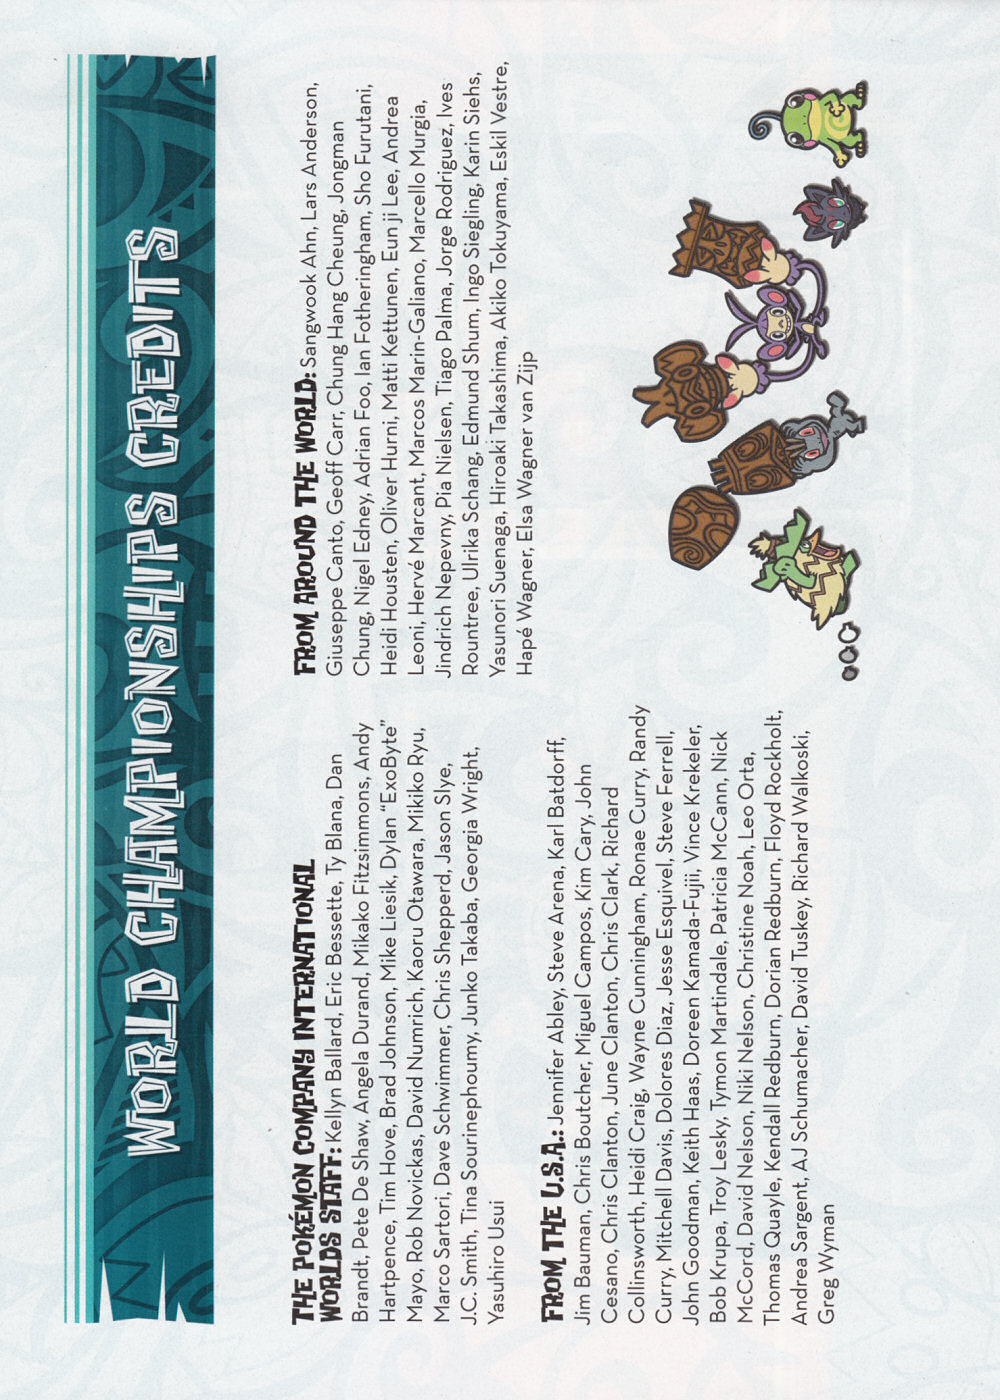 WORLD CHAMPIONSHIPS CREDITS
THE POKÉMON COMPANY INTERNATIONAL
WORLDS STAFF: Kellyn Ballard, Eric Bessette, Ty Blana, Dan
Brandt, Pete De Shaw, Angela Durand, Mikako Fitzsimmons, Andy
Hartpence, Tim Hove, Brad Johnson, Mike Liesik, Dylan “ExoByte”
Mayo, Rob Novickas, David Numrich, Kaoru Otawara, Mikiko Ryu,
Marco Sartori, Dave Schwimmer, Chris Shepperd, Jason Slye,
J.C. Smith, Tina Sourinephoumy, Junko Takaba, Georgia Wright,
Yasuhiro Usui
FROM THE U.S.A.: Jennifer Abley, Steve Arena, Karl Batdorff,
Jim Bauman, Chris Boutcher, Miguel Campos, Kim Cary, John
Cesano, Chris Clanton, June Clanton, Chris Clark, Richard
Collinsworth, Heidi Craig, Wayne Cunningham, Ronae Curry, Randy
Curry, Mitchell Davis, Dolores Diaz, Jesse Esquivel, Steve Ferrell,
John Goodman, Keith Haas, Doreen Kamada-Fujii, Vince Krekeler,
Bob Krupa, Troy Lesky, Tymon Martindale, Patricia McCann, Nick
McCord, David Nelson, Niki Nelson, Christine Noah, Leo Orta,
Thomas Quayle, Kendall Redburn, Dorian Redburn, Floyd Rockholt,
Andrea Sargent, AJ Schumacher, David Tuskey, Richard Walkoski,
Greg Wyman
FROM AROUND THE WORLD: Sangwook Ahn, Lars Anderson,
Giuseppe Canto, Geoff Carr, Chung Hang Cheung, Jongman
Chung, Nigel Edney, Adrian Foo, Ian Fotheringham, Sho Furutani,
Heidi Housten, Oliver Hurni, Matti Kettunen, Eun ji Lee, Andrea
Leoni, Hervé Marcant, Marcos Marin-Galiano, Marcello Murgia,
Jindrich Nepevny, Pia Nielsen, Tiago Palma, Jorge Rodriguez, Ives
Rountree, Ulrika Schang, Edmund Shum, Ingo Siegling, Karin Siehs,
Yasunori Suenaga, Hiroaki Takashima, Akiko Tokuyama, Eskil Vestre,
Hapé Wagner, Elsa Wagner van Zijp